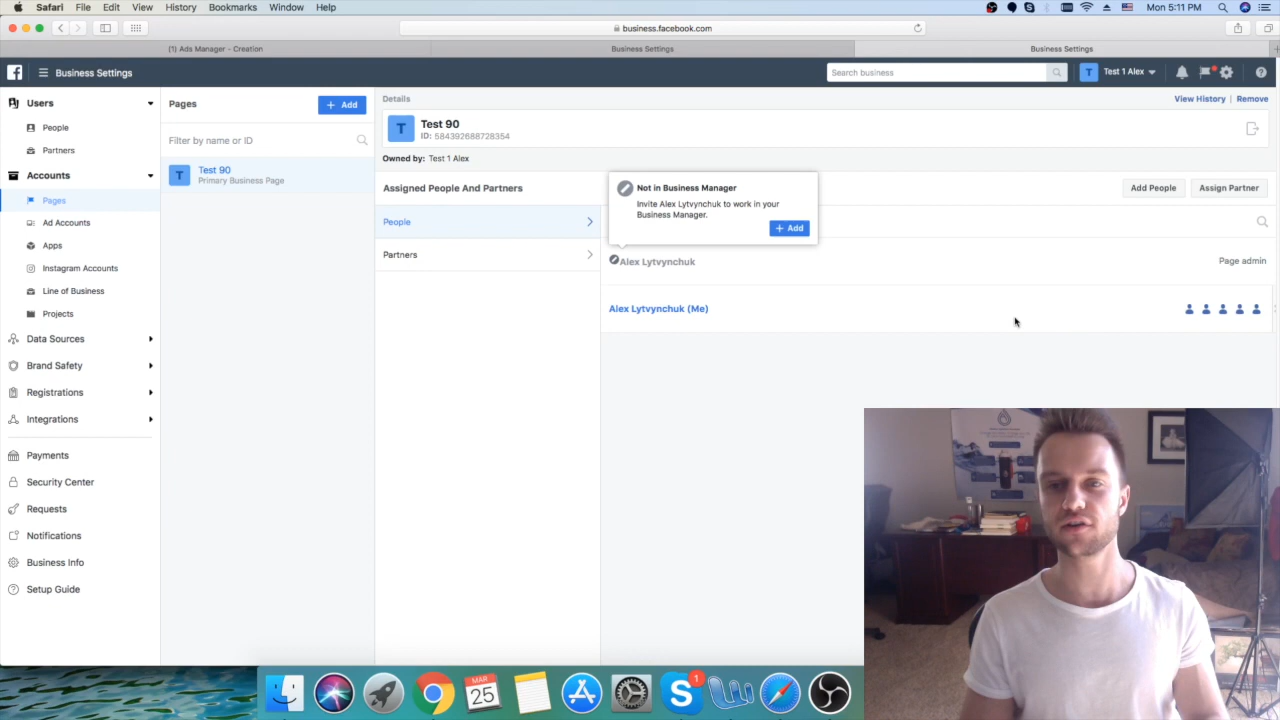 Safari File Edit View History Bookmarks Window Help Mon 5:11 PM
business.facebook.com
(1) Ads Manager - Creation Business Settings Business Settings
Business Settings Search business T Test 1 Alex
Users
People
Partners
Accounts
Pages
Ad Accounts
Apps
Instagram Accounts
Line of Business
Projects
Data Sources
Brand Safety
Registrations
Integrations
Payments
Security Center
Requests
Notifications
Business Info
Setup Guide
Pages + Add
Filter by name or ID
T Test 90
Primary Business Page
Details View History | Remove
T Test 90
ID: 584392688728354
Owned by: Test 1 Alex
Assigned People And Partners
People
Partners
Not in Business Manager
Invite Alex Lytvynchuk to work in your
Business Manager.
+ Add
Add People Assign Partner
Alex Lytvynchuk Page admin
Alex Lytvynchuk (Me)
MAR
25
1